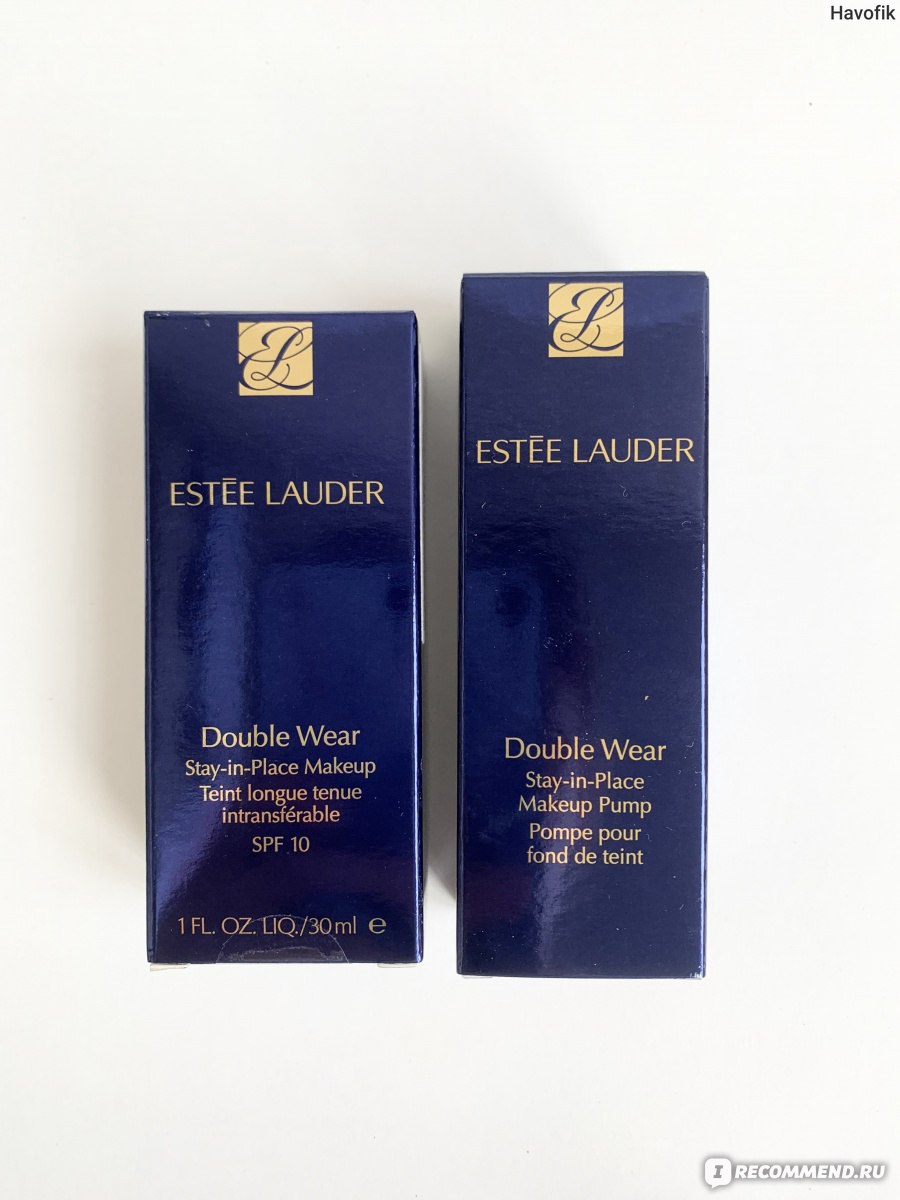 Havofik
ESTĒE LAUDER
Double Wear
Stay-in-Place Makeup
Teint longue tenue
intransférable
SPF 10
1 FL. OZ. LIQ./30ml ℮
ESTĒE LAUDER
Double Wear
Stay-in-Place
Makeup Pump
Pompe pour
fond de teint
IRECOMMEND.RU